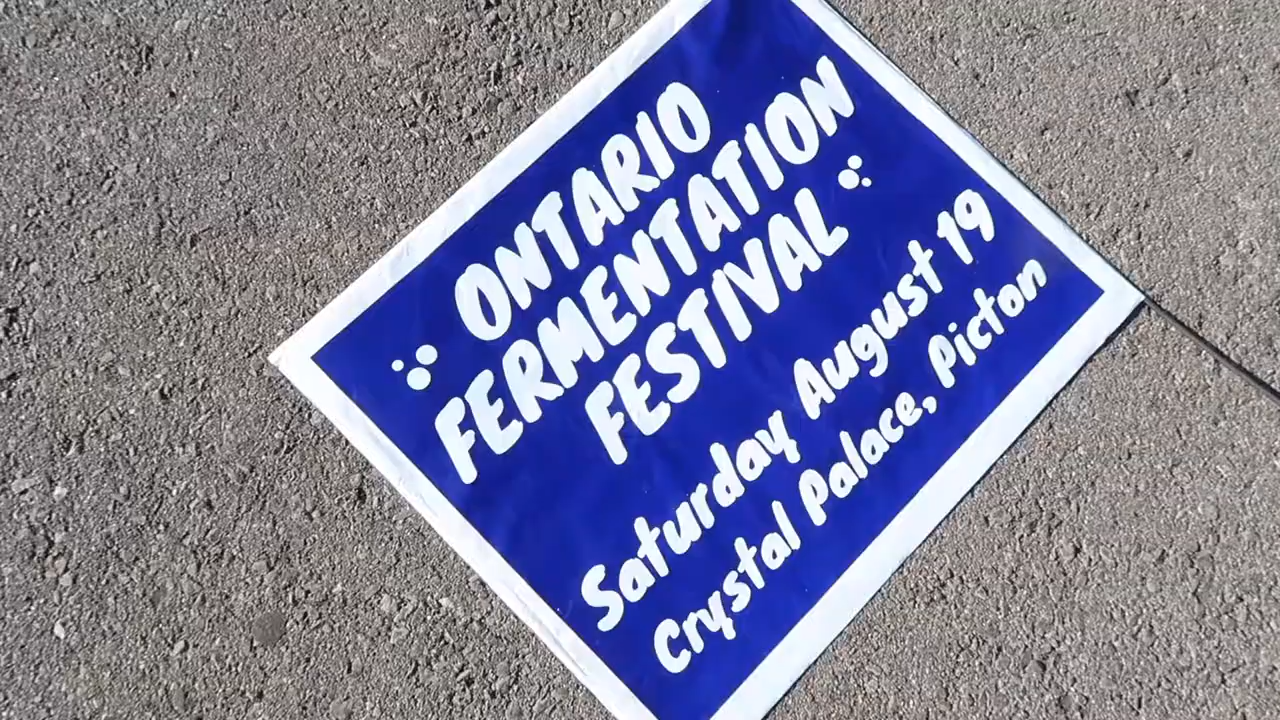 ONTARIO
FERMENTATION
FESTIVAL
Saturday August 19
Crystal Palace, Picton